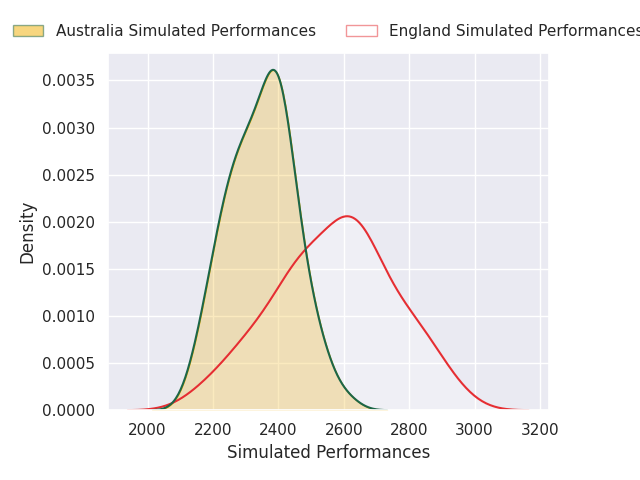 Australia Simulated Performances England Simulated Performances
0.0035
0.0030
0.0025
0.0020
0.0015
0.0010
0.0005
0.0000
Density
2000 2200 2400 2600 2800 3000 3200
Simulated Performances